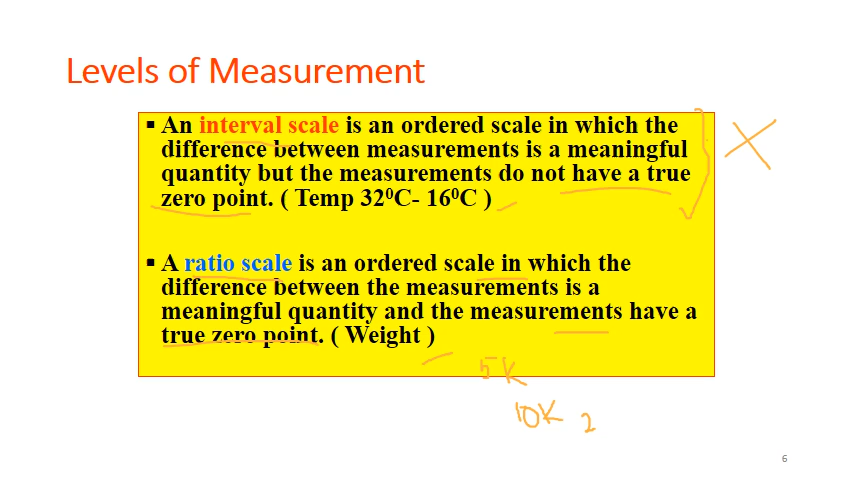 Levels of Measurement
▪ An interval scale is an ordered scale in which the
difference between measurements is a meaningful
quantity but the measurements do not have a true
zero point. ( Temp 32⁰C- 16⁰C )
▪ A ratio scale is an ordered scale in which the
difference between the measurements is a
meaningful quantity and the measurements have a
true zero point. ( Weight )
5K
10K 2
6